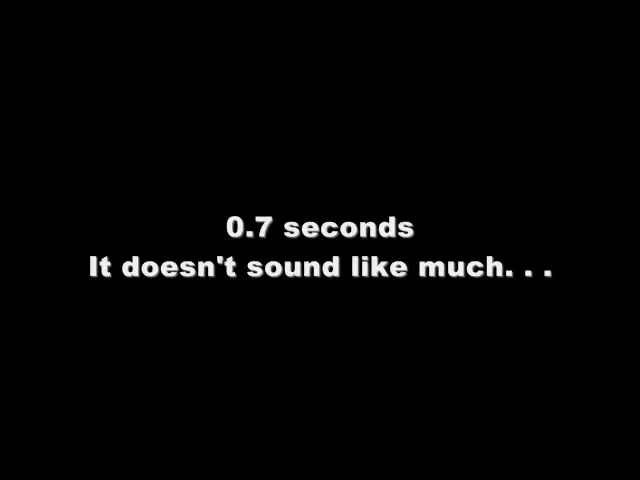 0.7 seconds
It doesn't sound like much. . .